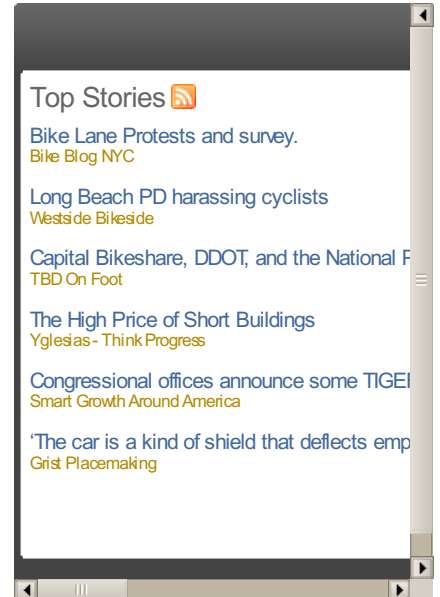 Top Stories
Bike Lane Protests and survey.
Bike Blog NYC
Long Beach PD harassing cyclists
Westside Bikeside
Capital Bikeshare, DDOT, and the National
TBD On Foot
The High Price of Short Buildings
Yglesias - Think Progress
Congressional offices announce some
Smart Growth Around America
‘The car is a kind of shield that deflects
Grist Placemaking